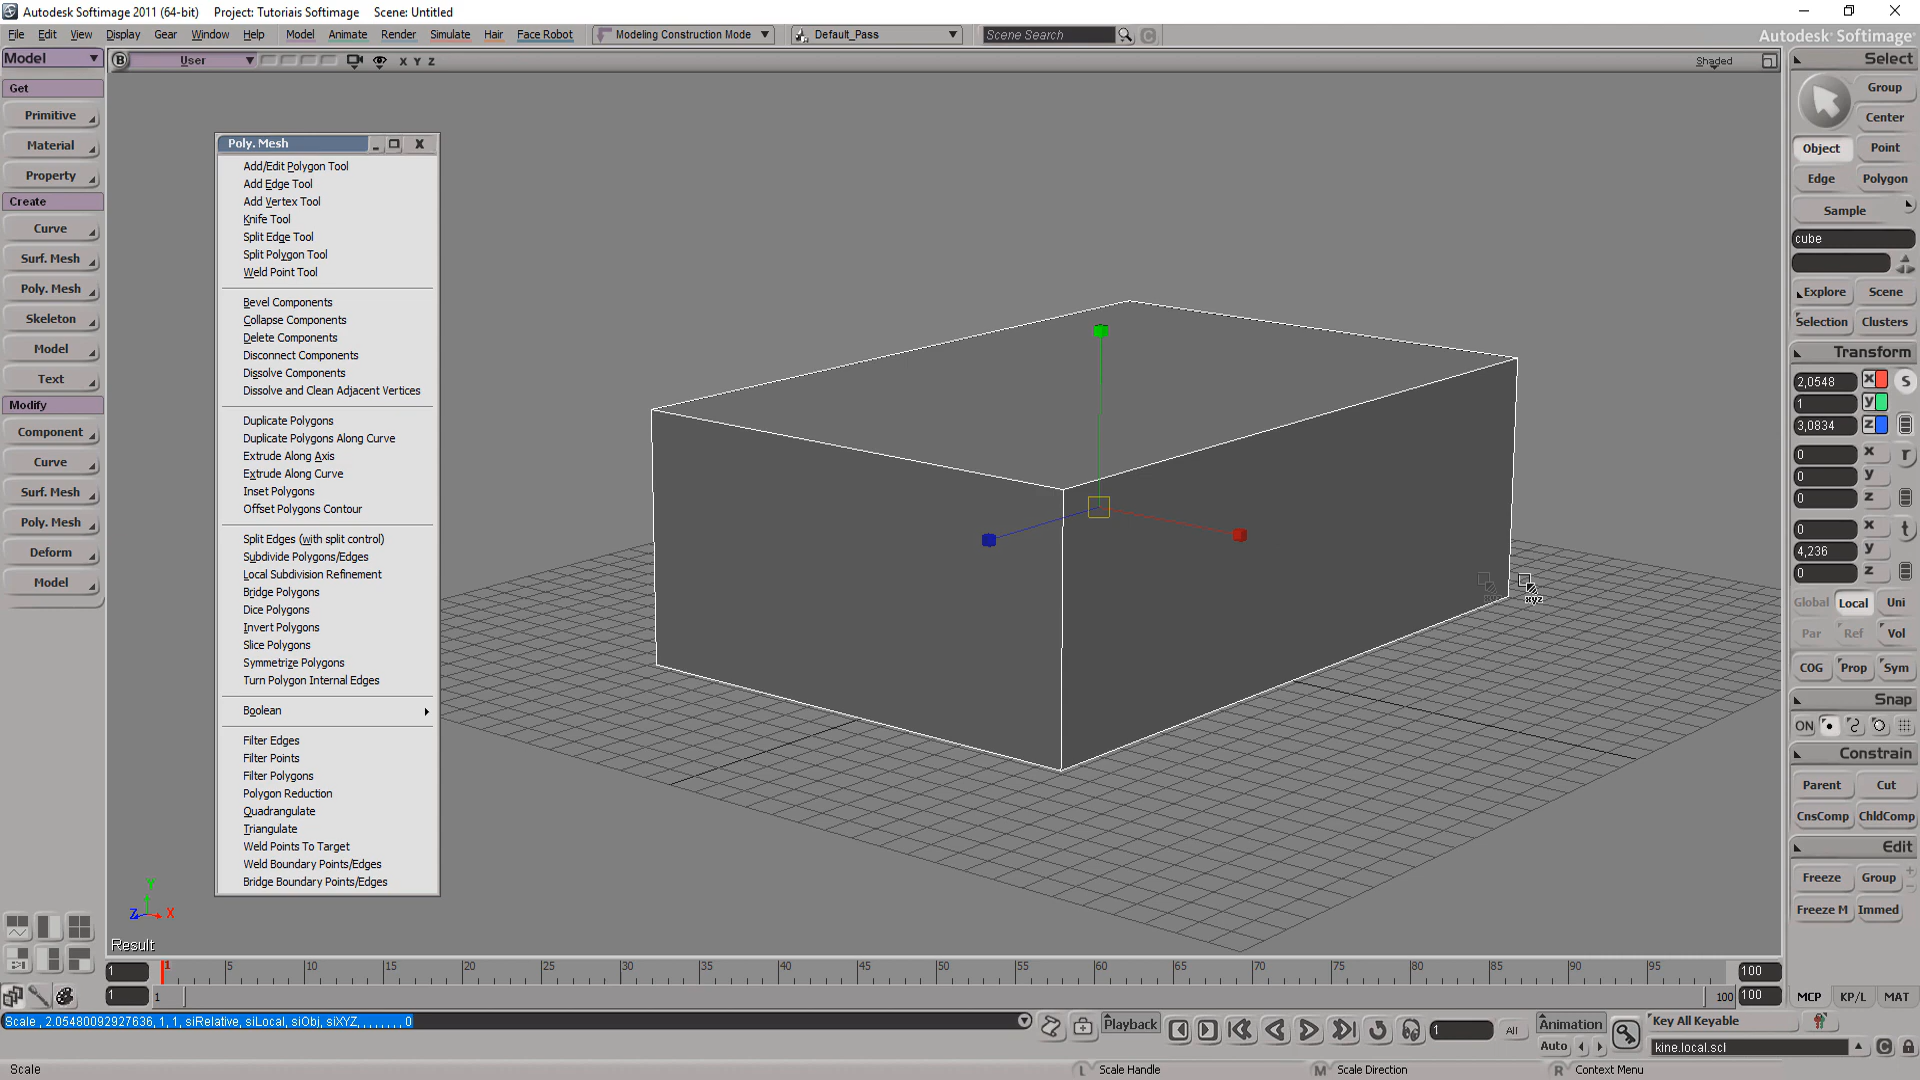 Autodesk Softimage 2011 (64-bit)    Project: Tutoriais Softimage    Scene: Untitled
File Edit View Display Gear Window Help Model Animate Render Simulate Hair Face Robot Modeling Construction Mode Default_Pass Scene Search Autodesk® Softimage®
Model
B User X Y Z Shaded
Get
Primitive
Material
Property
Create
Curve
Surf. Mesh
Poly. Mesh
Skeleton
Model
Text
Modify
Component
Curve
Surf. Mesh
Poly. Mesh
Deform
Model
Poly. Mesh
Add/Edit Polygon Tool
Add Edge Tool
Add Vertex Tool
Knife Tool
Split Edge Tool
Split Polygon Tool
Weld Point Tool
Bevel Components
Collapse Components
Delete Components
Disconnect Components
Dissolve Components
Dissolve and Clean Adjacent Vertices
Duplicate Polygons
Duplicate Polygons Along Curve
Extrude Along Axis
Extrude Along Curve
Inset Polygons
Offset Polygons Contour
Split Edges (with split control)
Subdivide Polygons/Edges
Local Subdivision Refinement
Bridge Polygons
Dice Polygons
Invert Polygons
Slice Polygons
Symmetrize Polygons
Turn Polygon Internal Edges
Boolean
Filter Edges
Filter Points
Filter Polygons
Polygon Reduction
Quadrangulate
Triangulate
Weld Points To Target
Weld Boundary Points/Edges
Bridge Boundary Points/Edges
xyz
Y
Z X
Result
Select
Group
Center
Object Point
Edge Polygon
Sample
cube
Explore Scene
Selection Clusters
Transform
2,0548 x s
1 y
3,0834 z
0 x r
0 y
0 z
0 x t
4,236 y
0 z
Global Local Uni
Par Ref Vol
COG Prop Sym
Snap
ON
Constrain
Parent Cut
CnsComp ChldComp
Edit
Freeze Group + -
Freeze M Immed
1 1 5 10 15 20 25 30 35 40 45 50 55 60 65 70 75 80 85 90 95 100
1 1 100 100 MCP KP/L MAT
Scale , 2.05480092927636, 1, 1, siRelative, siLocal, siObj, siXYZ, , , , , , , , 0
Playback 1 All Animation Key All Keyable
Auto kine.local.scl
Scale L Scale Handle M Scale Direction R Context Menu